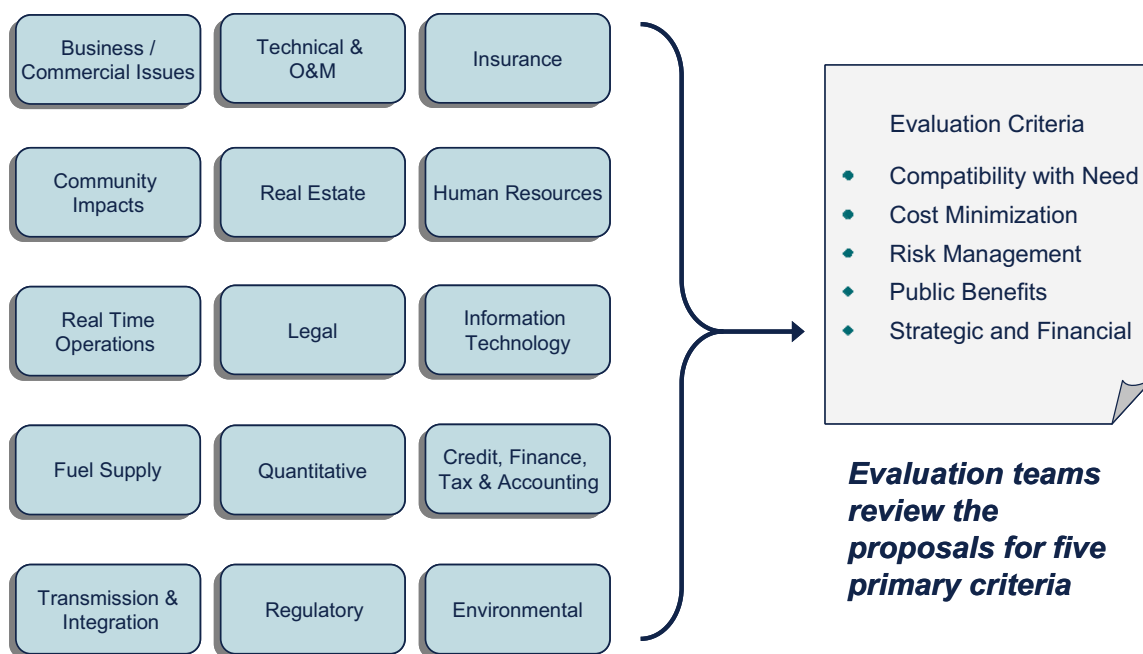 Business /
Commercial Issues
Technical &
O&M
Insurance
Community
Impacts
Real Estate
Human Resources
Real Time
Operations
Legal
Information
Technology
Fuel Supply
Quantitative
Credit, Finance,
Tax & Accounting
Transmission &
Integration
Regulatory
Environmental
Evaluation Criteria
Compatibility with Need
Cost Minimization
Risk Management
Public Benefits
Strategic and Financial
Evaluation teams
review the
proposals for five
primary criteria